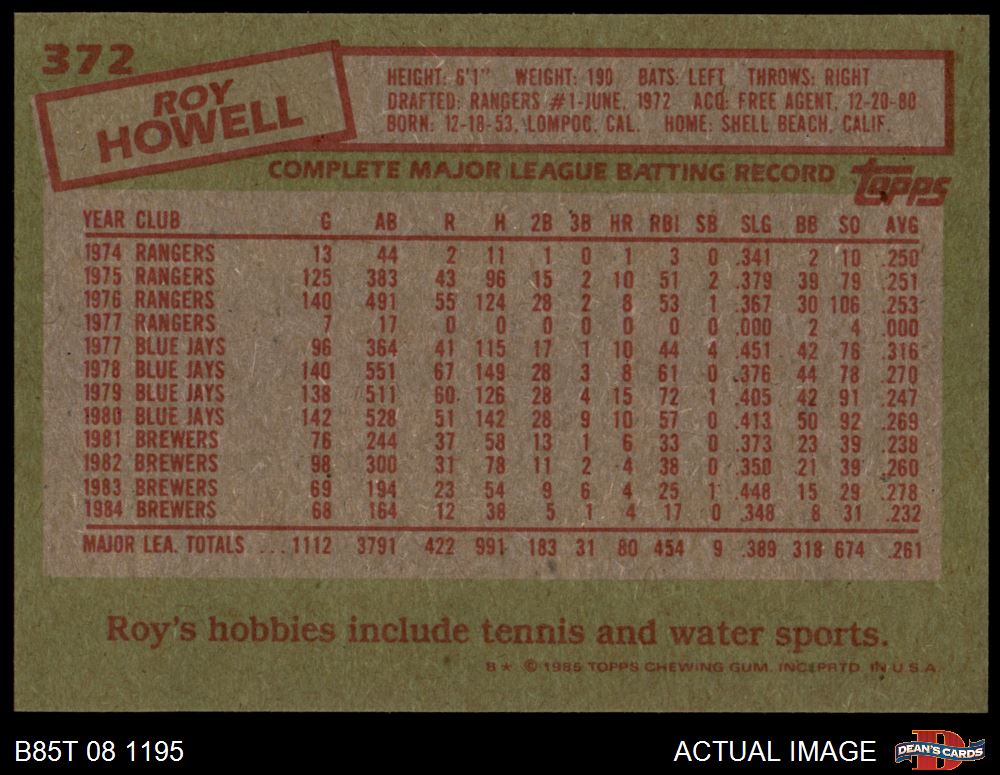 372
ROY
HOWELL
HEIGHT: 6'1" WEIGHT: 190 BATS: LEFT THROWS: RIGHT
DRAFTED: RANGERS #1-JUNE, 1972 ACQ: FREE AGENT, 12-20-80
BORN: 12-18-53, LOMPOC, CAL. HOME: SHELL BEACH, CALIF.
COMPLETE MAJOR LEAGUE BATTING RECORD topps
YEAR CLUB G AB R H 2B 3B HR RBI SB SLG BB SO AVG
1974 RANGERS 13 44 2 11 1 0 1 3 0 .341 2 10 .250
1975 RANGERS 125 383 43 96 15 2 10 51 2 .379 39 79 .251
1976 RANGERS 140 491 55 124 28 2 8 53 1 .367 30 106 .253
1977 RANGERS 7 17 0 0 0 0 0 0 0 .000 2 4 .000
1977 BLUE JAYS 96 364 41 115 17 1 10 44 4 .451 42 76 .316
1978 BLUE JAYS 140 551 67 149 28 3 8 61 0 .376 44 78 .270
1979 BLUE JAYS 138 511 60 126 28 4 15 72 1 .405 42 91 .247
1980 BLUE JAYS 142 528 51 142 28 9 10 57 0 .413 50 92 .269
1981 BREWERS 76 244 37 58 13 1 6 33 0 .373 23 39 .238
1982 BREWERS 98 300 31 78 11 2 4 38 0 .350 21 39 .260
1983 BREWERS 69 194 23 54 9 6 4 25 1 .448 15 29 .278
1984 BREWERS 68 164 12 38 5 1 4 17 0 .348 8 31 .232
MAJOR LEA. TOTALS ...1112 3791 422 991 183 31 80 454 9 .389 318 674 .261
Roy's hobbies include tennis and water sports.
B★ © 1985 TOPPS CHEWING GUM, INC. PRTD. IN U.S.A.
B85T 08 1195 ACTUAL IMAGE DEAN'S CARDS